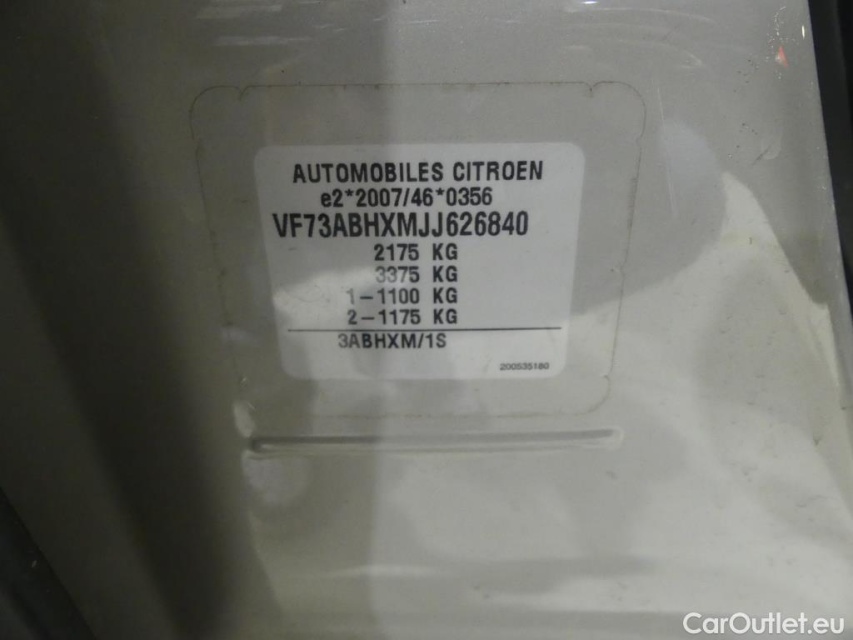 AUTOMOBILES CITROEN
e2*2007/46*0356
VF73ABHXMJJ626840
2175 KG
3375 KG
1-1100 KG
2-1175 KG
3ABHXM/1S
200535180
CarOutlet.eu